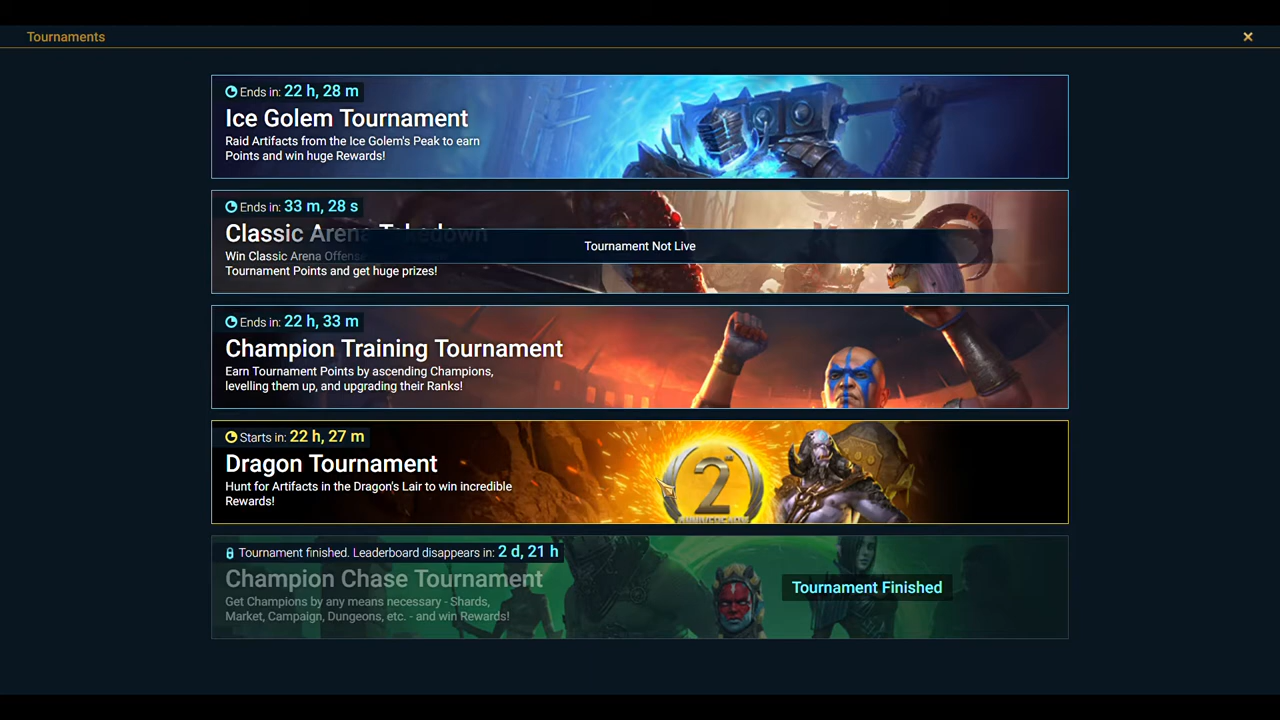 Tournaments
Ends in: 22 h, 28 m
Ice Golem Tournament
Raid Artifacts from the Ice Golem's Peak to earn
Points and win huge Rewards!
Ends in: 33 m, 28 s
Classic Arena Takedown
Tournament Not Live
Win Classic Arena Offense
Tournament Points and get huge prizes!
Ends in: 22 h, 33 m
Champion Training Tournament
Earn Tournament Points by ascending Champions,
levelling them up, and upgrading their Ranks!
Starts in: 22 h, 27 m
Dragon Tournament
Hunt for Artifacts in the Dragon's Lair to win incredible
Rewards!
2nd
ANNIVERSARY
Tournament finished. Leaderboard disappears in: 2 d, 21 h
Champion Chase Tournament
Tournament Finished
Get Champions by any means necessary - Shards,
Market, Campaign, Dungeons, etc. - and win Rewards!